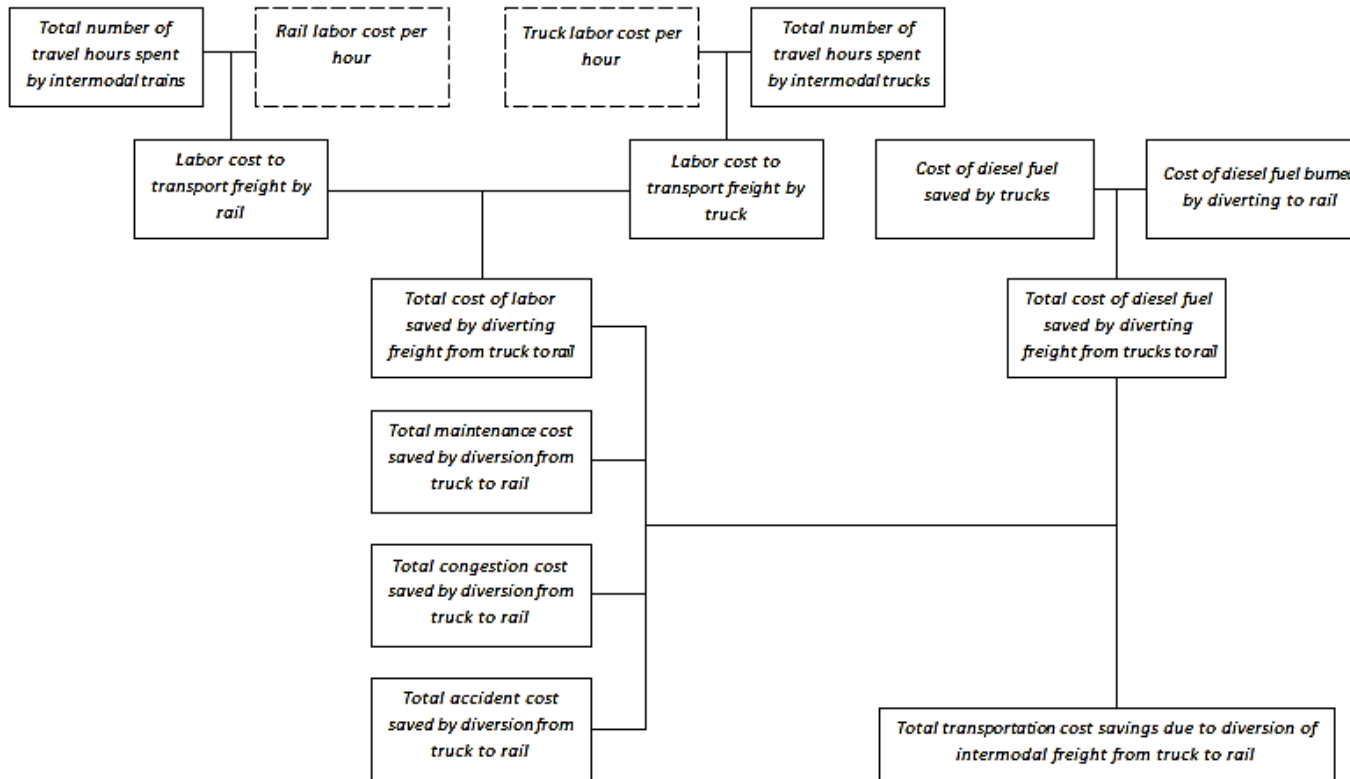 Total number of
travel hours spent
by intermodal trains
Rail labor cost per
hour
Truck labor cost per
hour
Total number of
travel hours spent
by intermodal trucks
Labor cost to
transport freight by
rail
Labor cost to
transport freight by
truck
Cost of diesel fuel
saved by trucks
Cost of diesel fuel burned
by diverting to rail
Total cost of labor
saved by diverting
freight from truck to rail
Total cost of diesel fuel
saved by diverting
freight from trucks to rail
Total maintenance cost
saved by diversion from
truck to rail
Total congestion cost
saved by diversion from
truck to rail
Total accident cost
saved by diversion from
truck to rail
Total transportation cost savings due to diversion of
intermodal freight from truck to rail